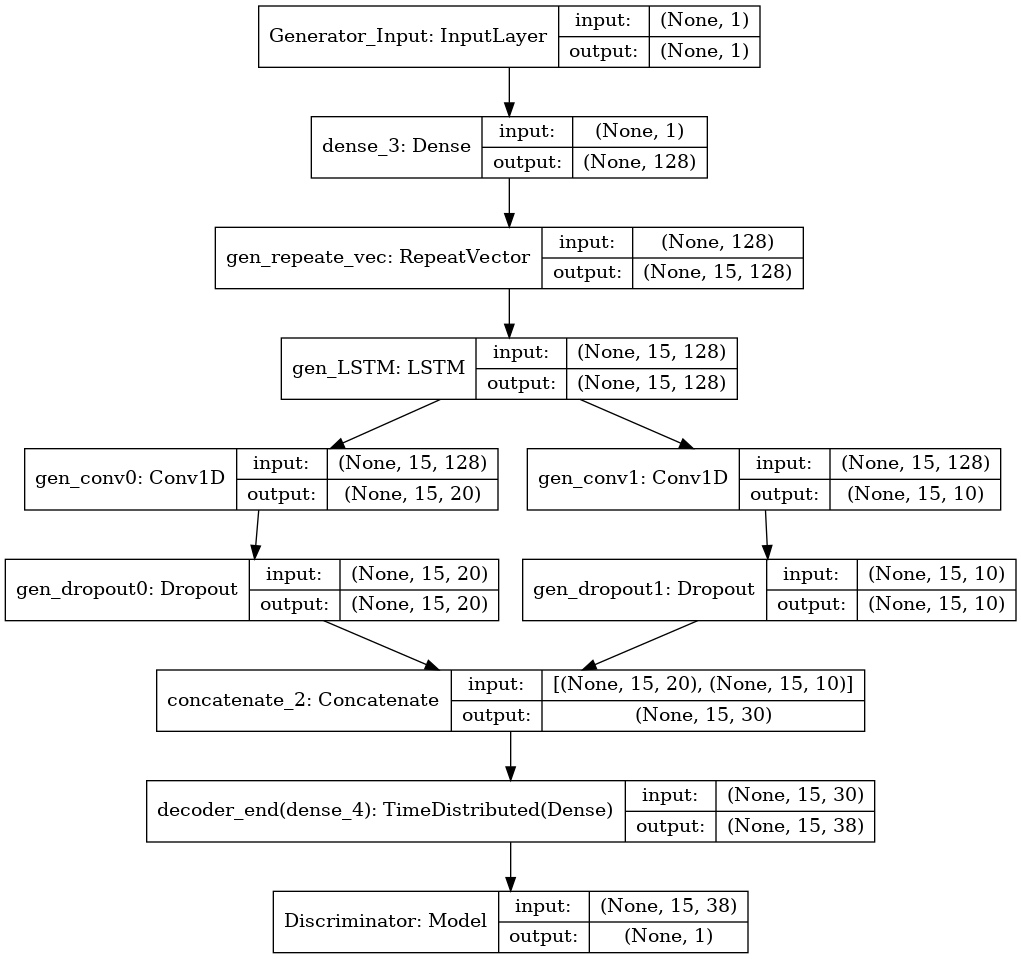 Generator_Input: InputLayer
input: (None, 1)
output: (None, 1)
dense_3: Dense
input: (None, 1)
output: (None, 128)
gen_repeate_vec: RepeatVector
input: (None, 128)
output: (None, 15, 128)
gen_LSTM: LSTM
input: (None, 15, 128)
output: (None, 15, 128)
gen_conv0: Conv1D
input: (None, 15, 128)
output: (None, 15, 20)
gen_conv1: Conv1D
input: (None, 15, 128)
output: (None, 15, 10)
gen_dropout0: Dropout
input: (None, 15, 20)
output: (None, 15, 20)
gen_dropout1: Dropout
input: (None, 15, 10)
output: (None, 15, 10)
concatenate_2: Concatenate
input: [(None, 15, 20), (None, 15, 10)]
output: (None, 15, 30)
decoder_end(dense_4): TimeDistributed(Dense)
input: (None, 15, 30)
output: (None, 15, 38)
Discriminator: Model
input: (None, 15, 38)
output: (None, 1)